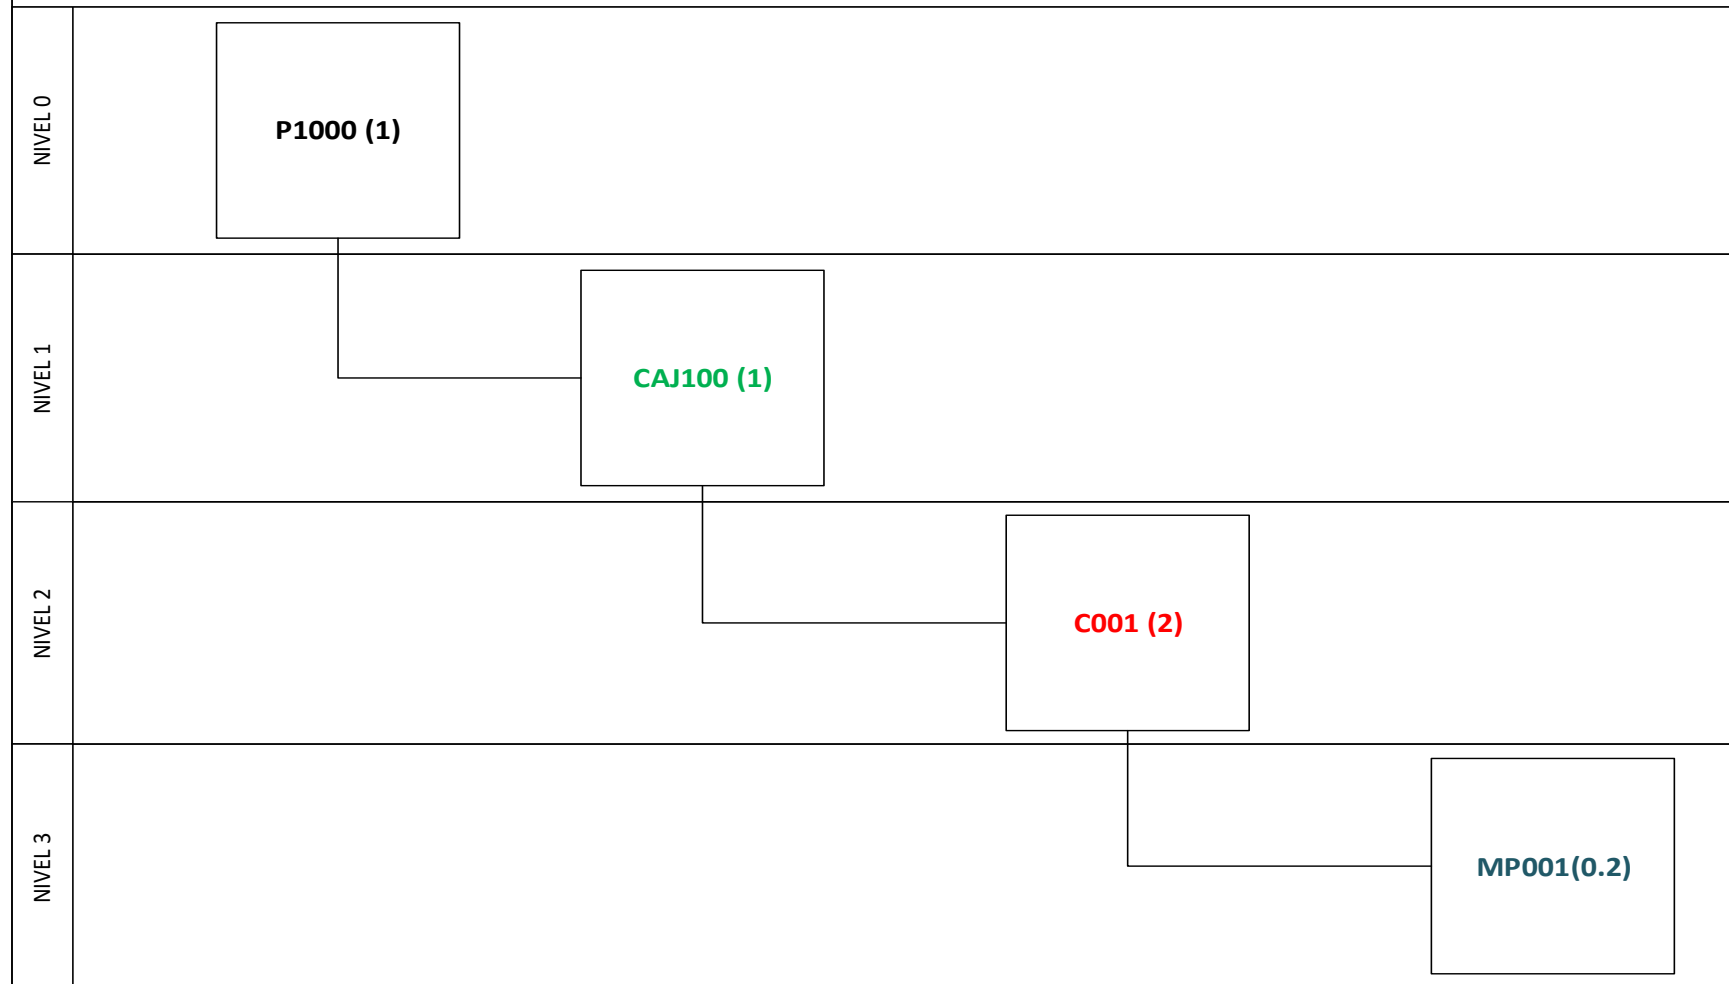 NIVEL 0
P1000 (1)
NIVEL 1
CAJ100 (1)
NIVEL 2
C001 (2)
NIVEL 3
MP001(0.2)